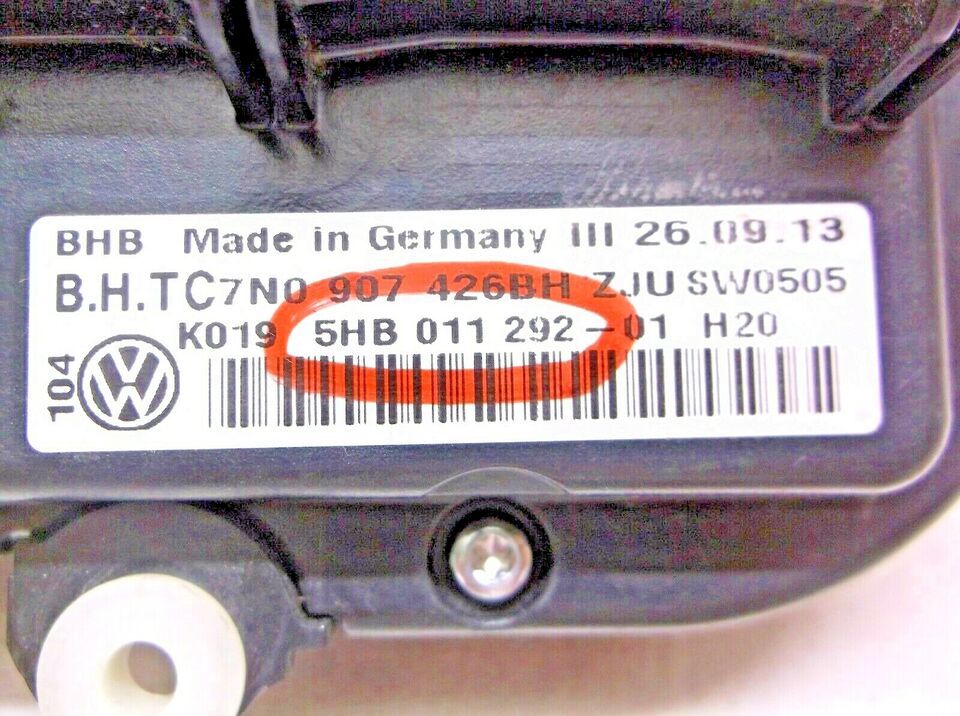 BHB Made in Germany III 26.09.13
B.H.TC7N0 907 426BH ZJU SW0505
K019 5HB 011 292-01 H20
104